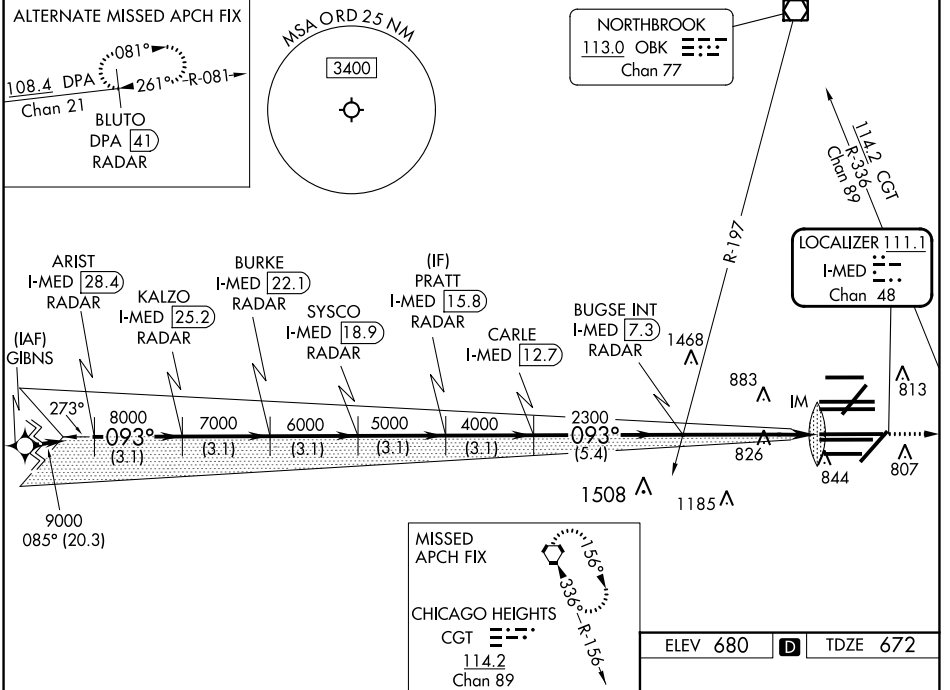 ALTERNATE MISSED APCH FIX
081°
108.4 DPA
261°
R-081
Chan 21
BLUTO
DPA 41
RADAR
MSA ORD 25 NM
3400
NORTHBROOK
113.0 OBK
Chan 77
114.2 CGT
R-336
Chan 89
R-197
LOCALIZER 111.1
I-MED
Chan 48
ARIST
I-MED 28.4
RADAR
KALZO
I-MED 25.2
RADAR
BURKE
I-MED 22.1
RADAR
SYSCO
I-MED 18.9
RADAR
(IF)
PRATT
I-MED 15.8
RADAR
CARLE
I-MED 12.7
BUGSE INT
I-MED 7.3
RADAR
1468
(IAF)
GIBNS
273°
8000
093°
(3.1)
7000
(3.1)
6000
(3.1)
5000
(3.1)
4000
(3.1)
2300
093°
(5.4)
883
IM
813
826
844
807
1508
1185
9000
085° (20.3)
MISSED
APCH FIX
156°
336°
R-156
CHICAGO HEIGHTS
CGT
114.2
Chan 89
ELEV 680
D
TDZE 672